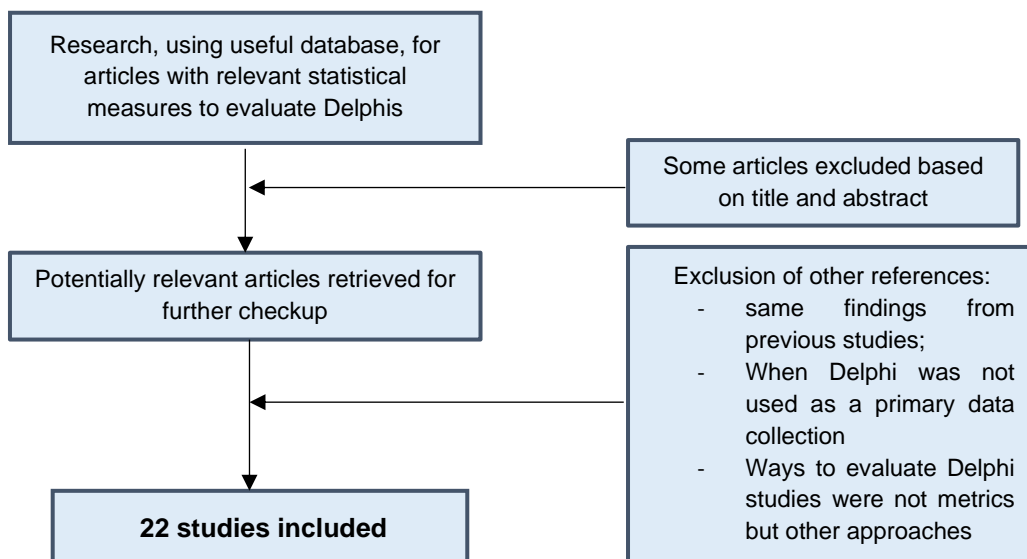 Research, using useful database, for
articles with relevant statistical
measures to evaluate Delphis
Some articles excluded based
on title and abstract
Potentially relevant articles retrieved for
further checkup
Exclusion of other references:
- same findings from
previous studies;
- When Delphi was not
used as a primary data
collection
- Ways to evaluate Delphi
studies were not metrics
but other approaches
22 studies included